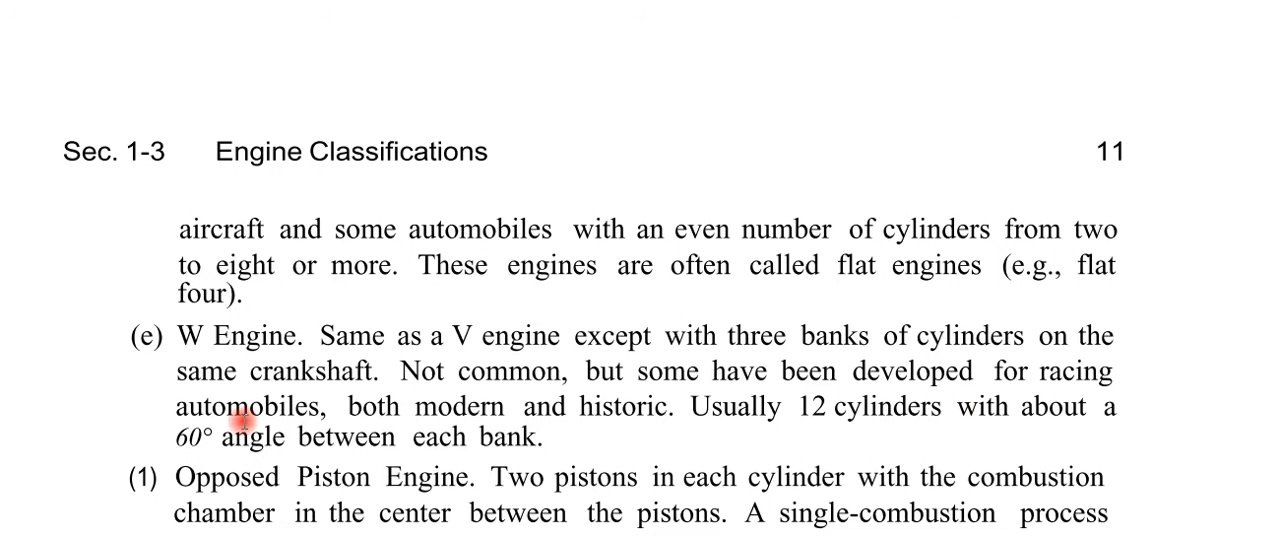 Sec. 1-3 Engine Classifications 11
aircraft and some automobiles with an even number of cylinders from two
to eight or more. These engines are often called flat engines (e.g., flat
four).
(e) W Engine. Same as a V engine except with three banks of cylinders on the
same crankshaft. Not common, but some have been developed for racing
automobiles, both modern and historic. Usually 12 cylinders with about a
60° angle between each bank.
(1) Opposed Piston Engine. Two pistons in each cylinder with the combustion
chamber in the center between the pistons. A single-combustion process